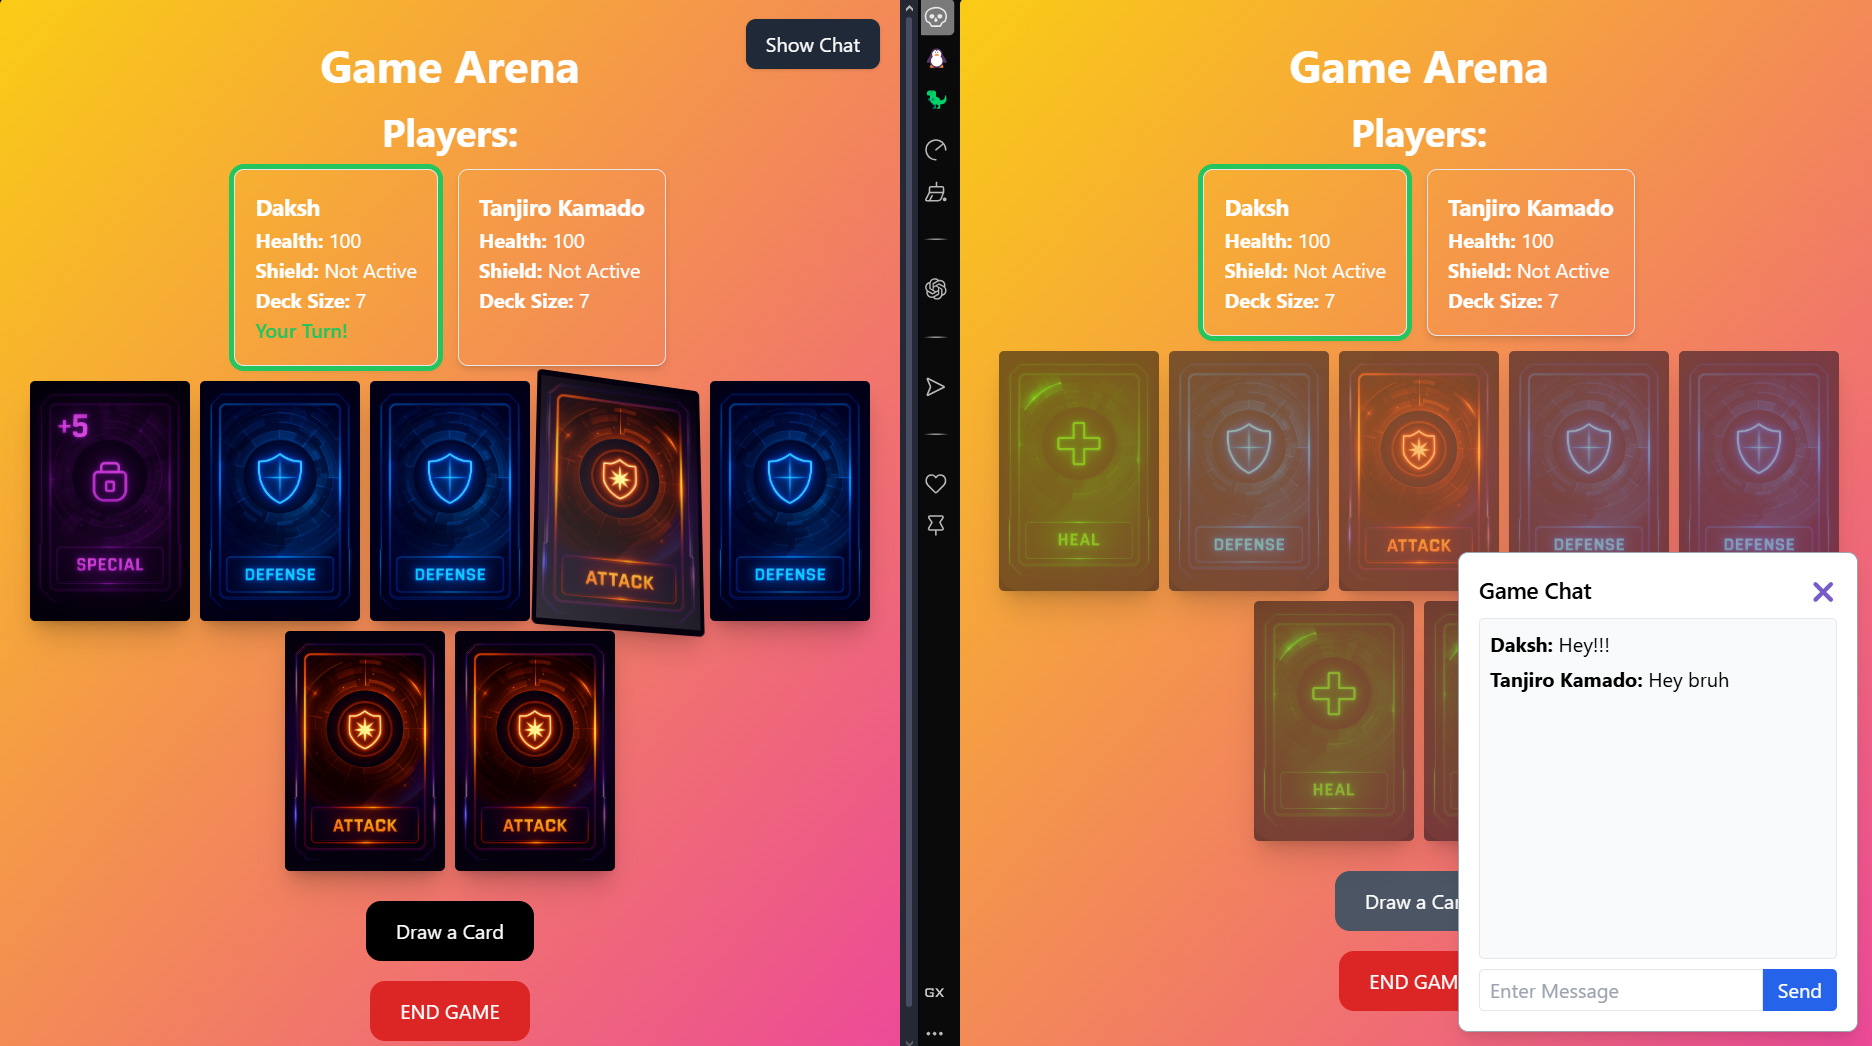 Show Chat
Game Arena
Players:
Daksh
Health: 100
Shield: Not Active
Deck Size: 7
Your Turn!
Tanjiro Kamado
Health: 100
Shield: Not Active
Deck Size: 7
+5
SPECIAL
DEFENSE
DEFENSE
ATTACK
DEFENSE
ATTACK
ATTACK
Draw a Card
END GAME
GX
Game Arena
Players:
Daksh
Health: 100
Shield: Not Active
Deck Size: 7
Tanjiro Kamado
Health: 100
Shield: Not Active
Deck Size: 7
HEAL
DEFENSE
ATTACK
DEFENSE
DEFENSE
HEAL
Draw a Car
END GAM
Game Chat
Daksh: Hey!!!
Tanjiro Kamado: Hey bruh
Enter Message
Send